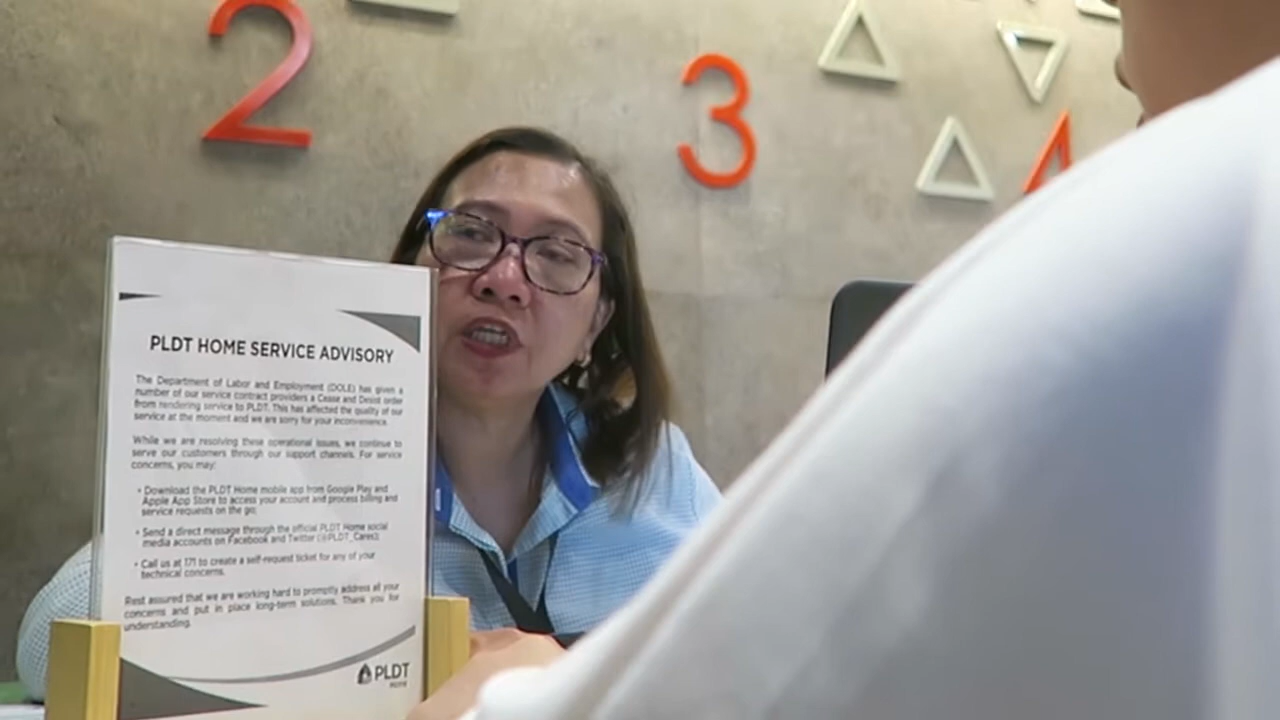 2
3
4
PLDT HOME SERVICE ADVISORY
The Department of Labor and Employment (DOLE) has given a
number of our service contract providers a Cease and Desist order
from rendering service to PLDT. This has affected the quality of our
service at the moment and we are sorry for your inconvenience.
While we are resolving these operational issues, we continue to
serve our customers through our support channels. For service
concerns, you may:
• Download the PLDT Home mobile app from Google Play and
Apple App Store to access your account and process billing and
service requests on the go;
• Send a direct message through the official PLDT Home social
media accounts on Facebook and Twitter (@PLDT_Cares);
• Call us at 171 to create a self-request ticket for any of your
technical concerns.
Rest assured that we are working hard to promptly address all your
concerns and put in place long-term solutions. Thank you for
understanding.
PLDT
HOME